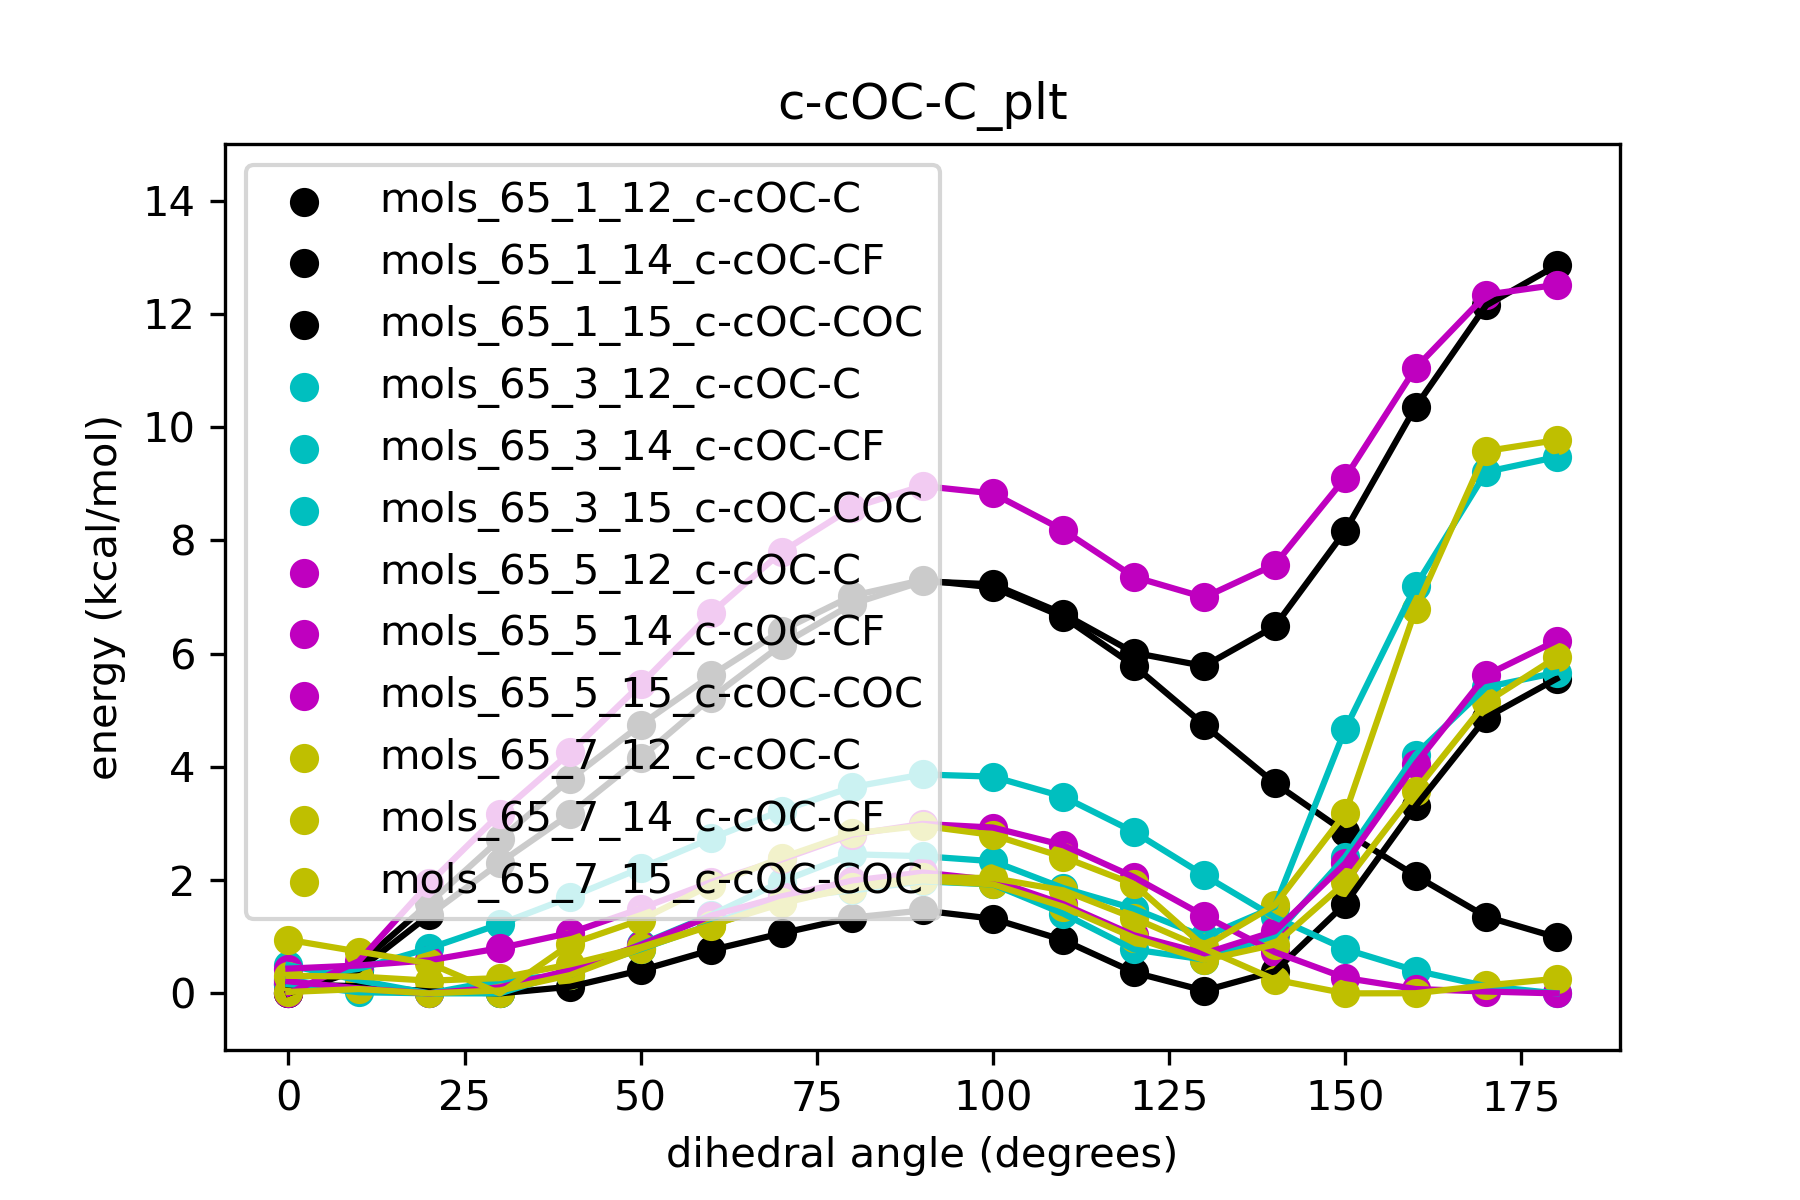 c-cOC-C_plt
energy (kcal/mol)
14
12
10
8
6
4
2
0
mols_65_1_12_c-cOC-C
mols_65_1_14_c-cOC-CF
mols_65_1_15_c-cOC-COC
mols_65_3_12_c-cOC-C
mols_65_3_14_c-cOC-CF
mols_65_3_15_c-cOC-COC
mols_65_5_12_c-cOC-C
mols_65_5_14_c-cOC-CF
mols_65_5_15_c-cOC-COC
mols_65_7_12_c-cOC-C
mols_65_7_14_c-cOC-CF
mols_65_7_15_c-cOC-COC
0 25 50 75 100 125 150 175
dihedral angle (degrees)